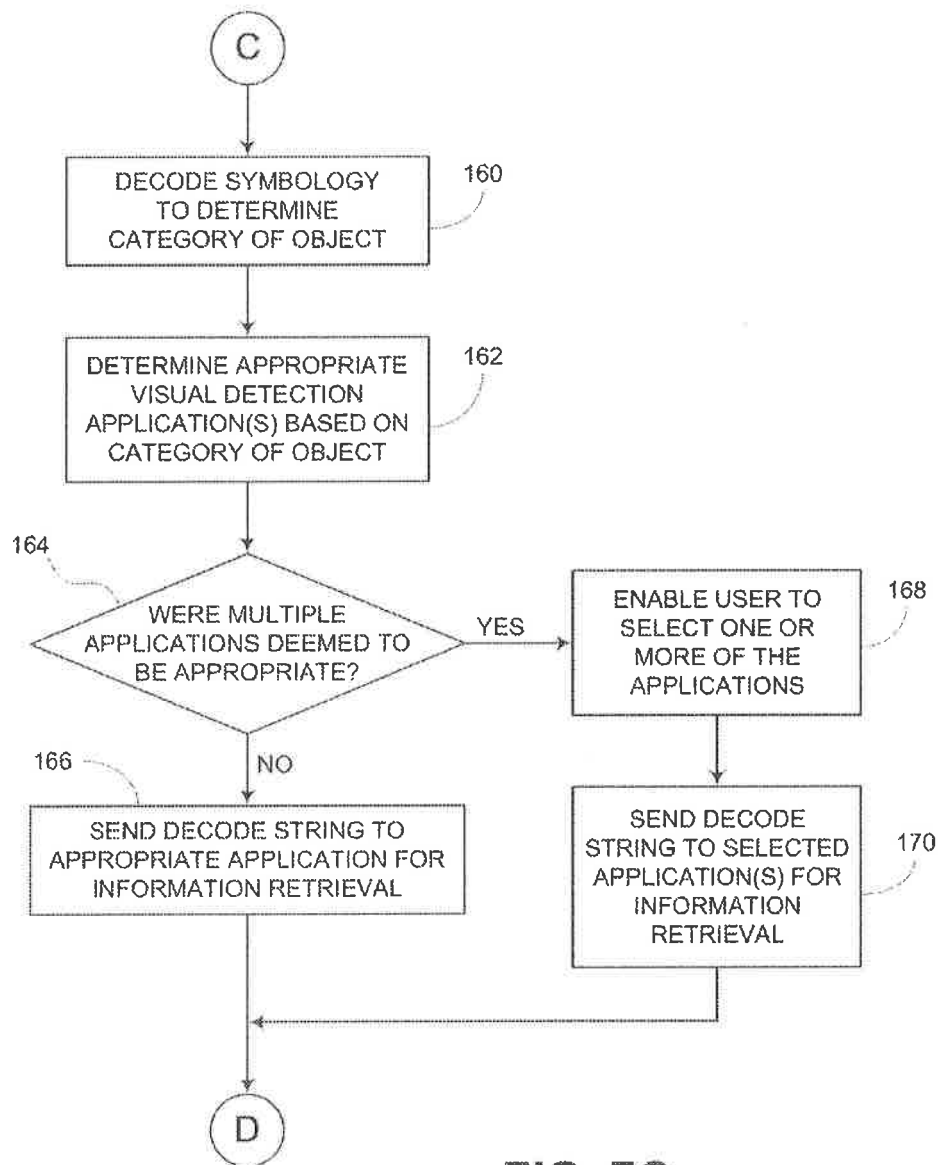 C
DECODE SYMBOLOGY
TO DETERMINE
CATEGORY OF OBJECT
160
DETERMINE APPROPRIATE
VISUAL DETECTION
APPLICATION(S) BASED ON
CATEGORY OF OBJECT
162
164
WERE MULTIPLE
APPLICATIONS DEEMED TO
BE APPROPRIATE?
YES
ENABLE USER TO
SELECT ONE OR
MORE OF THE
APPLICATIONS
168
NO
166
SEND DECODE STRING TO
APPROPRIATE APPLICATION FOR
INFORMATION RETRIEVAL
SEND DECODE
STRING TO SELECTED
APPLICATION(S) FOR
INFORMATION
RETRIEVAL
170
D